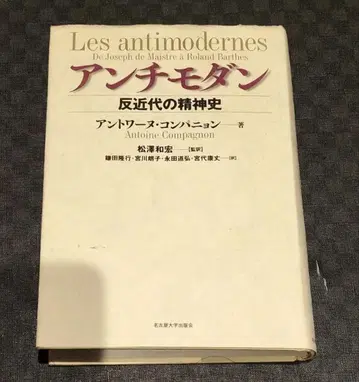 Les antimodernes
De Joseph de Maistre à Roland Barthes
アンチモダン
反近代の精神史
アントワーヌ・コンパニョン——著
Antoine Compagnon
松澤和宏——[監訳]
鎌田隆行・宮川朗子・永田道弘・宮代康丈——[訳]
名古屋大学出版会